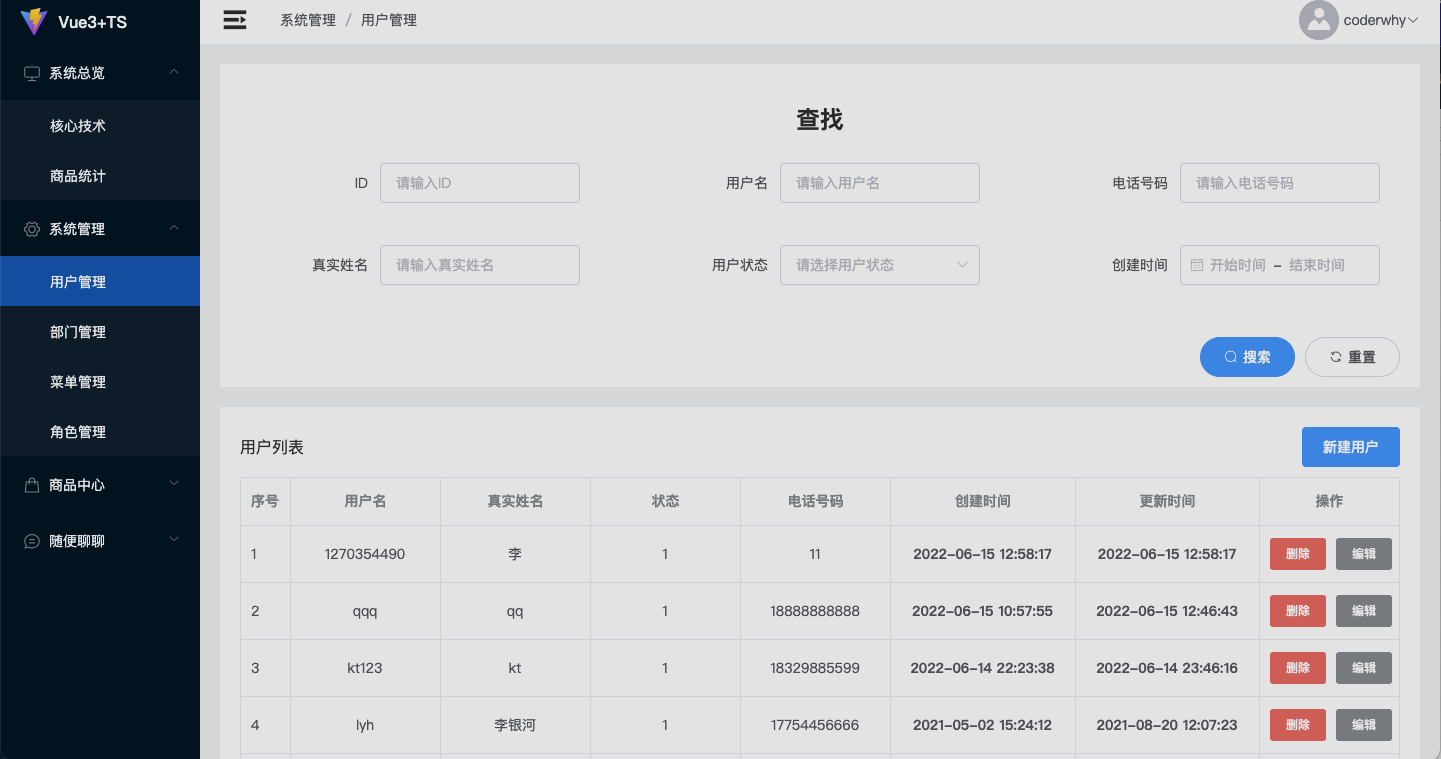 Vue3+TS
系统总览
核心技术
商品统计
系统管理
用户管理
部门管理
菜单管理
角色管理
商品中心
随便聊聊
系统管理 / 用户管理
coderwhy
查找
ID 请输入ID 用户名 请输入用户名 电话号码 请输入电话号码
真实姓名 请输入真实姓名 用户状态 请选择用户状态 创建时间 开始时间 – 结束时间
搜索 重置
用户列表 新建用户
序号 用户名 真实姓名 状态 电话号码 创建时间 更新时间 操作
1 1270354490 李 1 11 2022-06-15 12:58:17 2022-06-15 12:58:17 删除 编辑
2 qqq qq 1 18888888888 2022-06-15 10:57:55 2022-06-15 12:46:43 删除 编辑
3 kt123 kt 1 18329885599 2022-06-14 22:23:38 2022-06-14 23:46:16 删除 编辑
4 lyh 李银河 1 17754456666 2021-05-02 15:24:12 2021-08-20 12:07:23 删除 编辑